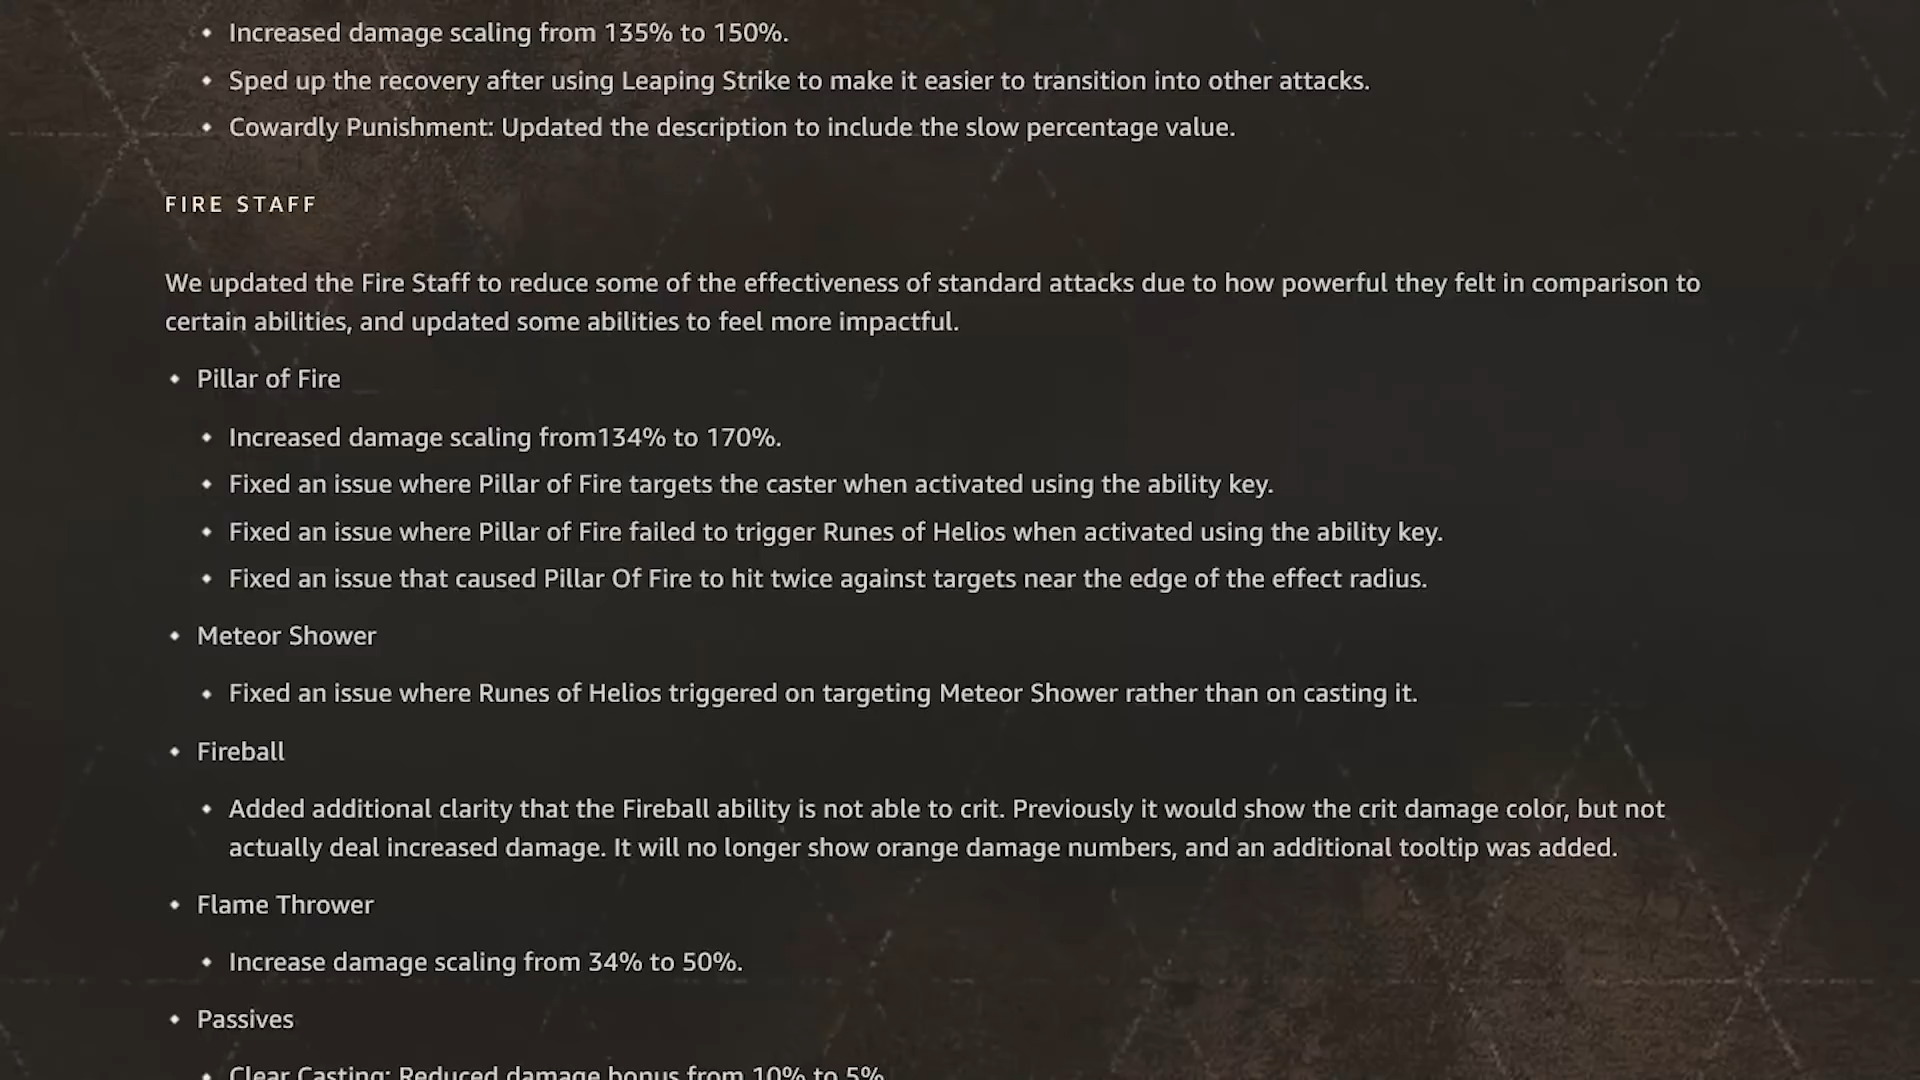 Increased damage scaling from 135% to 150%.
Sped up the recovery after using Leaping Strike to make it easier to transition into other attacks.
Cowardly Punishment: Updated the description to include the slow percentage value.
FIRE STAFF
We updated the Fire Staff to reduce some of the effectiveness of standard attacks due to how powerful they felt in comparison to
certain abilities, and updated some abilities to feel more impactful.
Pillar of Fire
Increased damage scaling from134% to 170%.
Fixed an issue where Pillar of Fire targets the caster when activated using the ability key.
Fixed an issue where Pillar of Fire failed to trigger Runes of Helios when activated using the ability key.
Fixed an issue that caused Pillar Of Fire to hit twice against targets near the edge of the effect radius.
Meteor Shower
Fixed an issue where Runes of Helios triggered on targeting Meteor Shower rather than on casting it.
Fireball
Added additional clarity that the Fireball ability is not able to crit. Previously it would show the crit damage color, but not
actually deal increased damage. It will no longer show orange damage numbers, and an additional tooltip was added.
Flame Thrower
Increase damage scaling from 34% to 50%.
Passives
Clear Casting: Reduced damage bonus from 10% to 5%